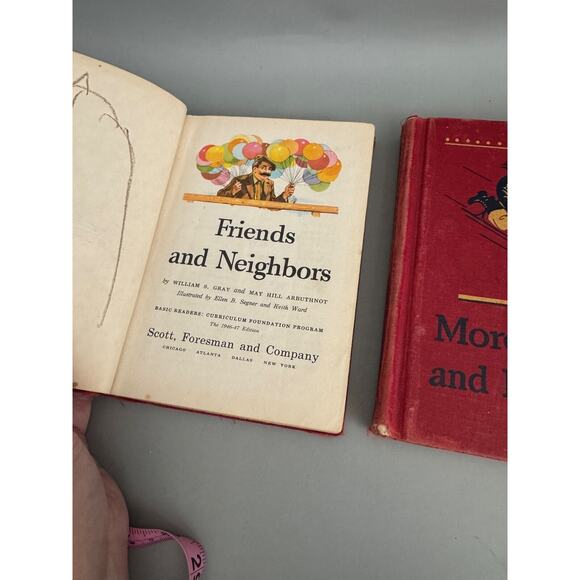 Friends
and Neighbors
by WILLIAM S. GRAY and MAY HILL ARBUTHNOT
Illustrated by Ellen B. Segner and Keith Ward
BASIC READERS: CURRICULUM FOUNDATION PROGRAM
The 1946-47 Edition
Scott, Foresman and Company
CHICAGO ATLANTA DALLAS NEW YORK
More
and